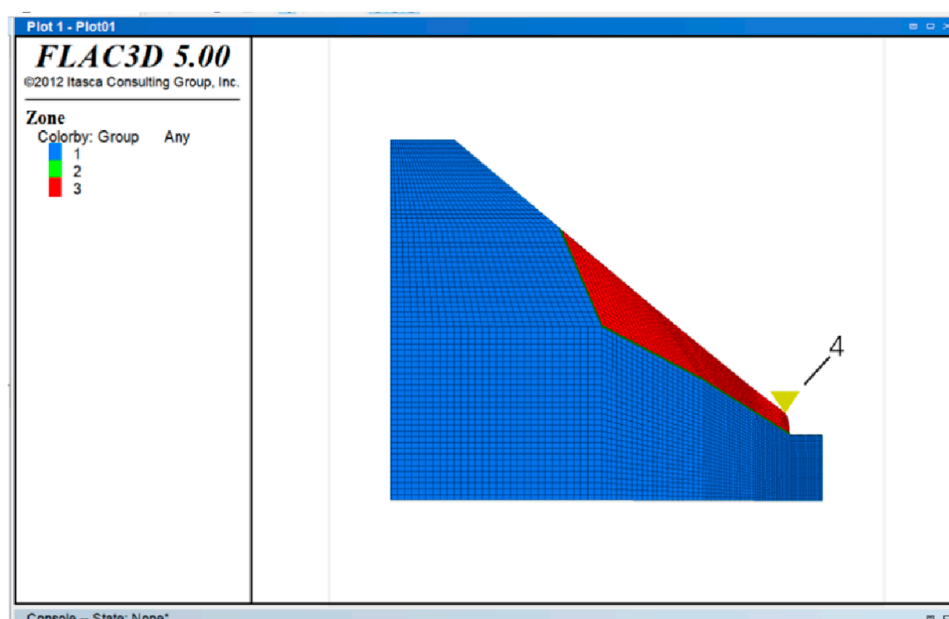 Plot 1 - Plot01
FLAC3D 5.00
©2012 Itasca Consulting Group, Inc.
Zone
Colorby: Group Any
1
2
3
4
Console -- State: None*